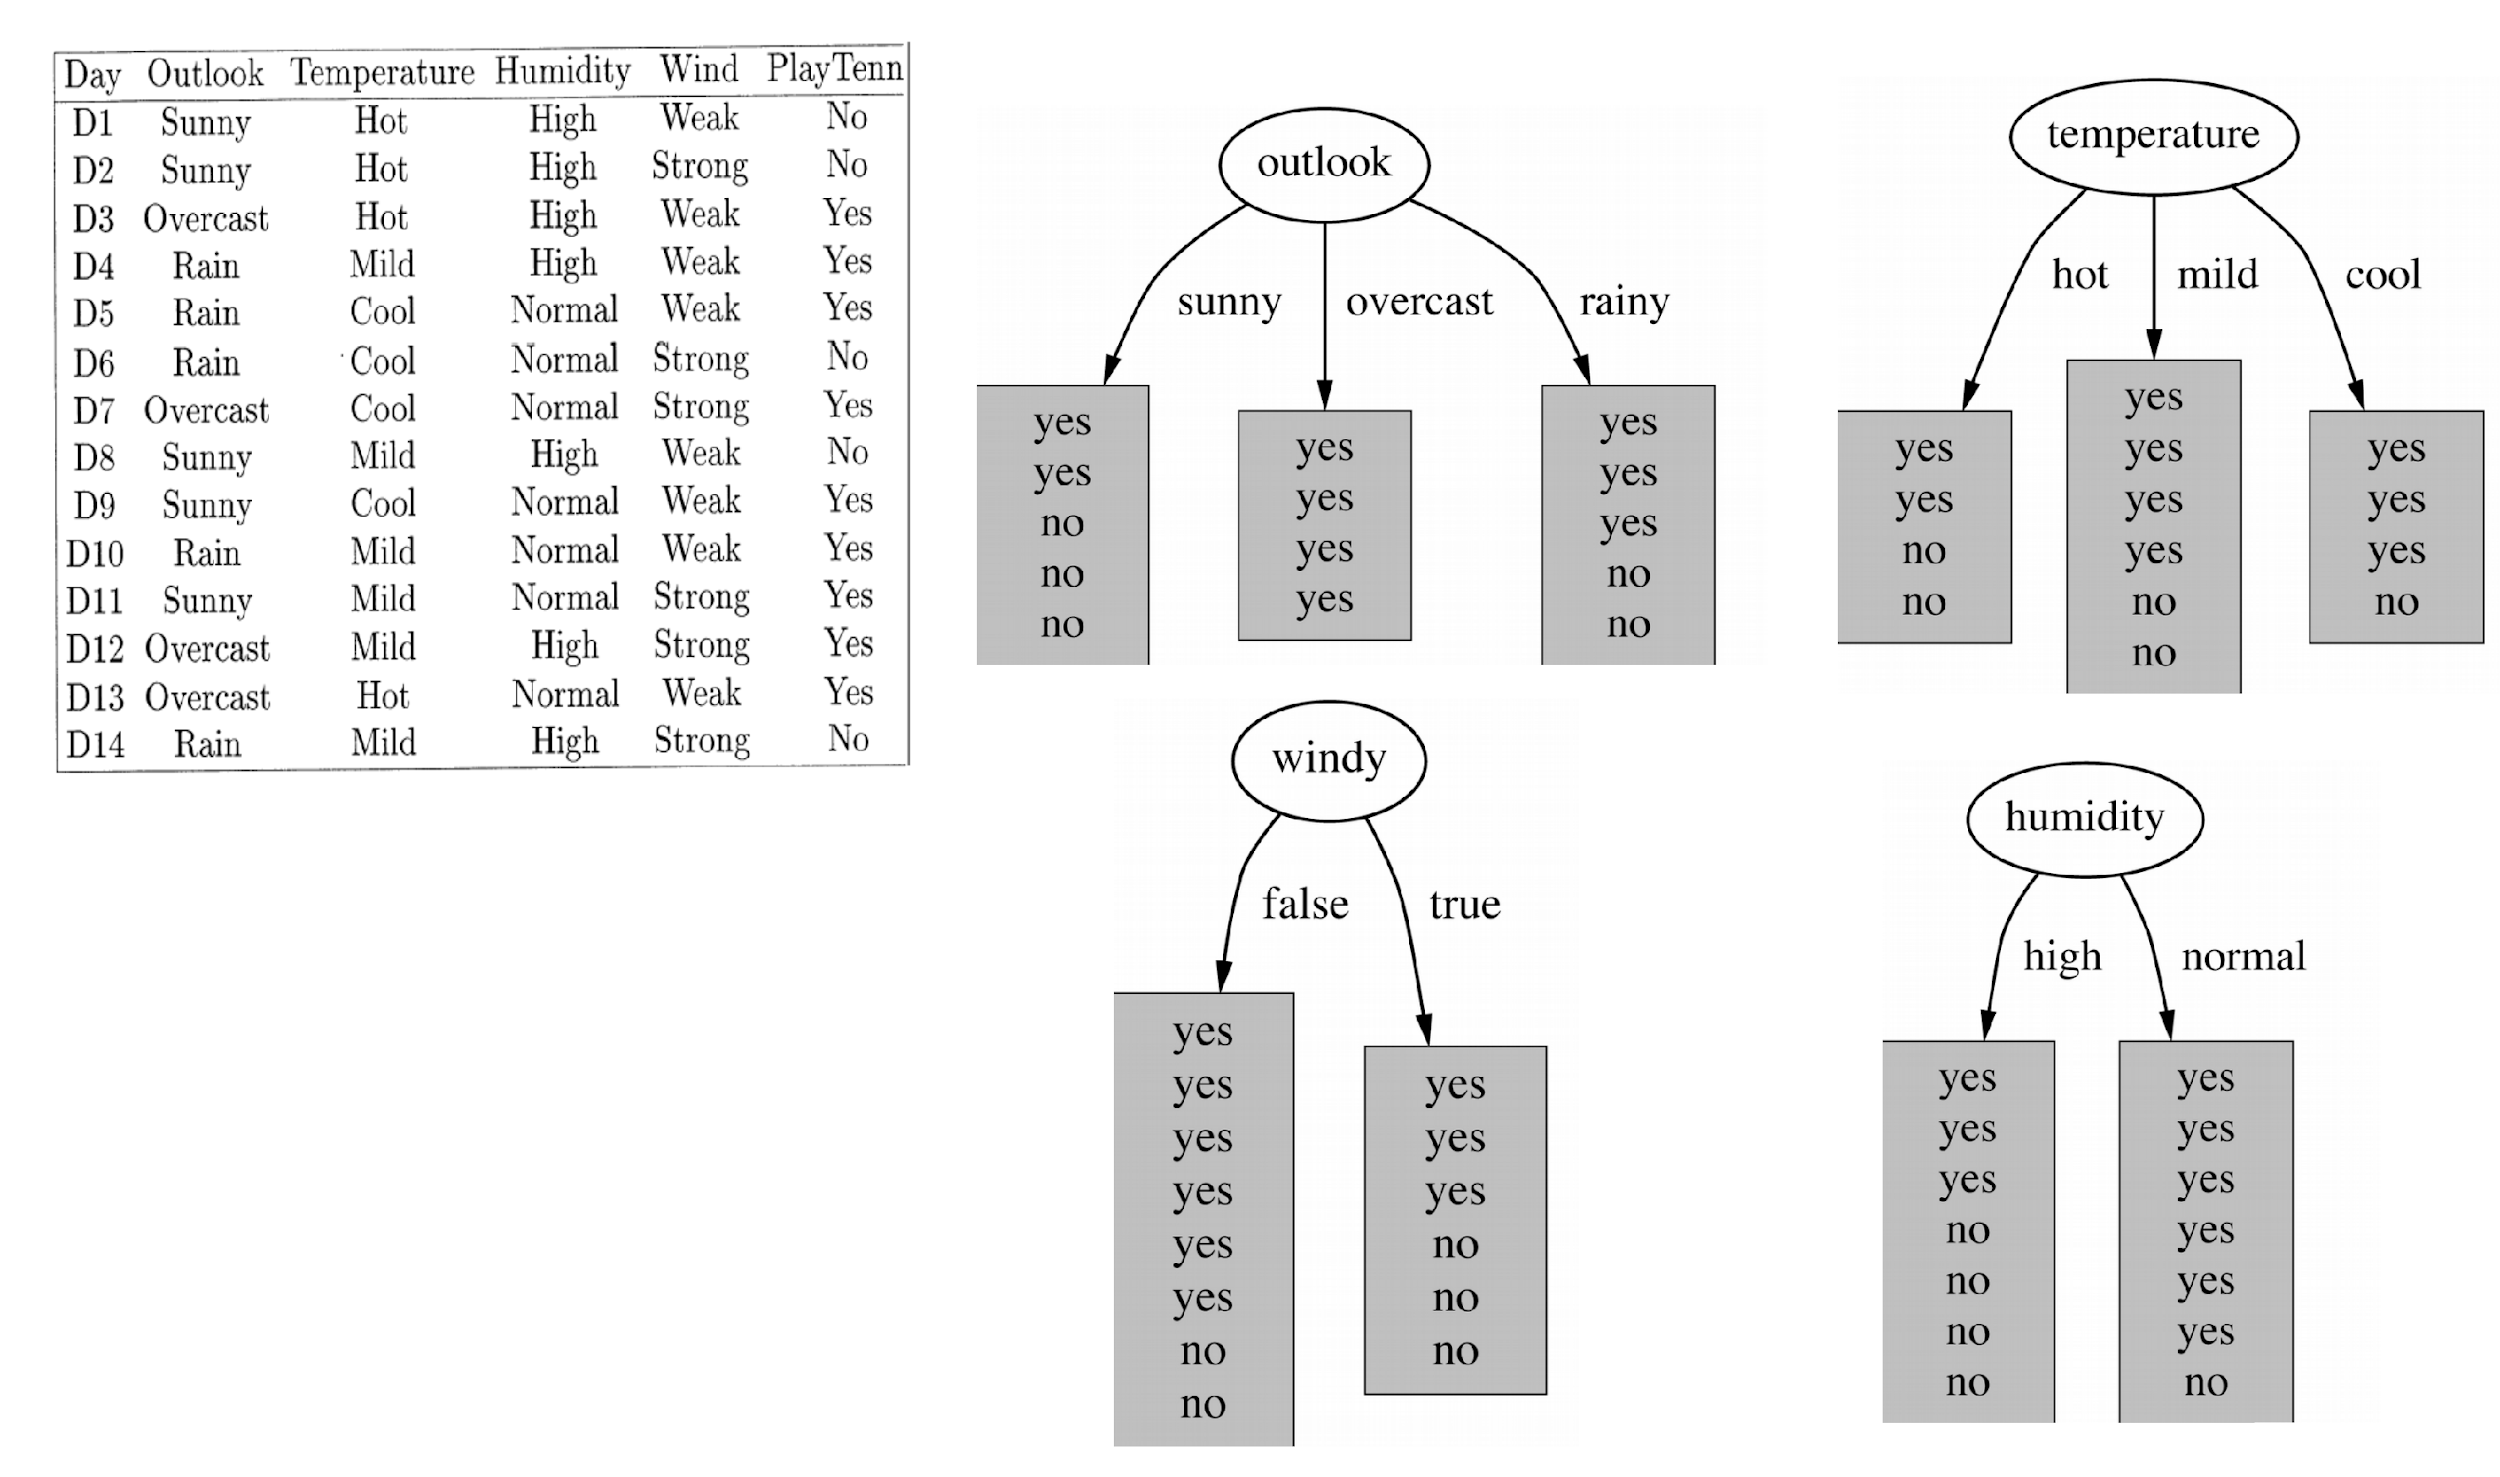 Day Outlook Temperature Humidity Wind PlayTenn
D1 Sunny Hot High Weak No
D2 Sunny Hot High Strong No
D3 Overcast Hot High Weak Yes
D4 Rain Mild High Weak Yes
D5 Rain Cool Normal Weak Yes
D6 Rain Cool Normal Strong No
D7 Overcast Cool Normal Strong Yes
D8 Sunny Mild High Weak No
D9 Sunny Cool Normal Weak Yes
D10 Rain Mild Normal Weak Yes
D11 Sunny Mild Normal Strong Yes
D12 Overcast Mild High Strong Yes
D13 Overcast Hot Normal Weak Yes
D14 Rain Mild High Strong No
outlook
sunny overcast rainy
yes
yes
no
no
no
yes
yes
yes
yes
yes
yes
yes
no
no
temperature
hot mild cool
yes
yes
no
no
yes
yes
yes
yes
no
no
yes
yes
yes
no
windy
false true
yes
yes
yes
yes
yes
yes
no
no
yes
yes
yes
no
no
no
humidity
high normal
yes
yes
yes
no
no
no
no
yes
yes
yes
yes
yes
yes
no